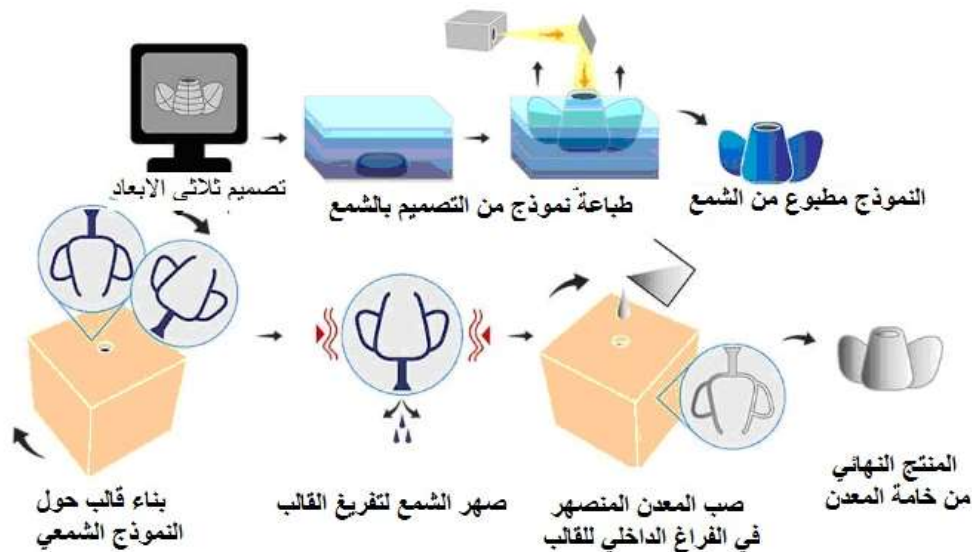 تصميم ثلاثى الابعاد
طباعة نموذج من التصميم بالشمع
النموذج مطبوع من الشمع
بناء قالب حول
النموذج الشمعي
صهر الشمع لتفريغ القالب
صب المعدن المنصهر
في الفراغ الداخلي للقالب
المنتج النهائي
من خامة المعدن